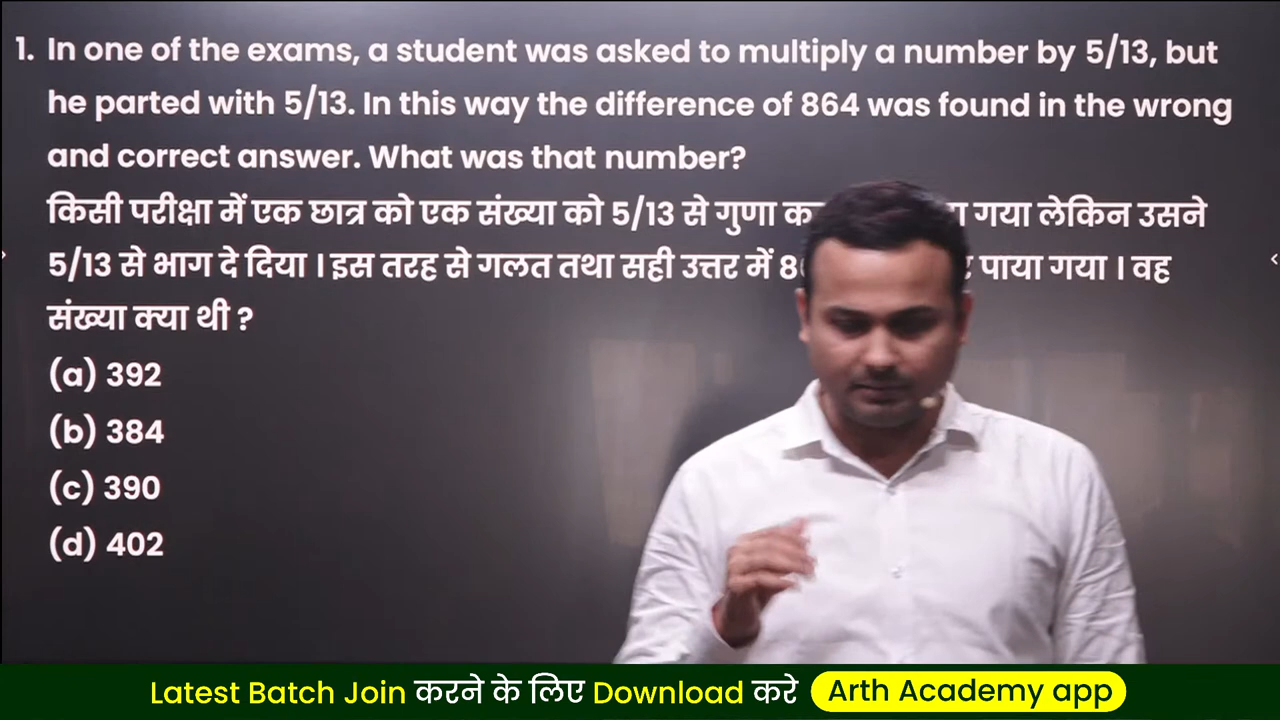 1. In one of the exams, a student was asked to multiply a number by 5/13, but
he parted with 5/13. In this way the difference of 864 was found in the wrong
and correct answer. What was that number?
किसी परीक्षा में एक छात्र को एक संख्या को 5/13 से गुणा गया लेकिन उसने
5/13 से भाग दे दिया । इस तरह से गलत तथा सही उत्तर में पाया गया । वह
संख्या क्या थी ?
(a) 392
(b) 384
(c) 390
(d) 402
Latest Batch Join करने के लिए Download करे Arth Academy app